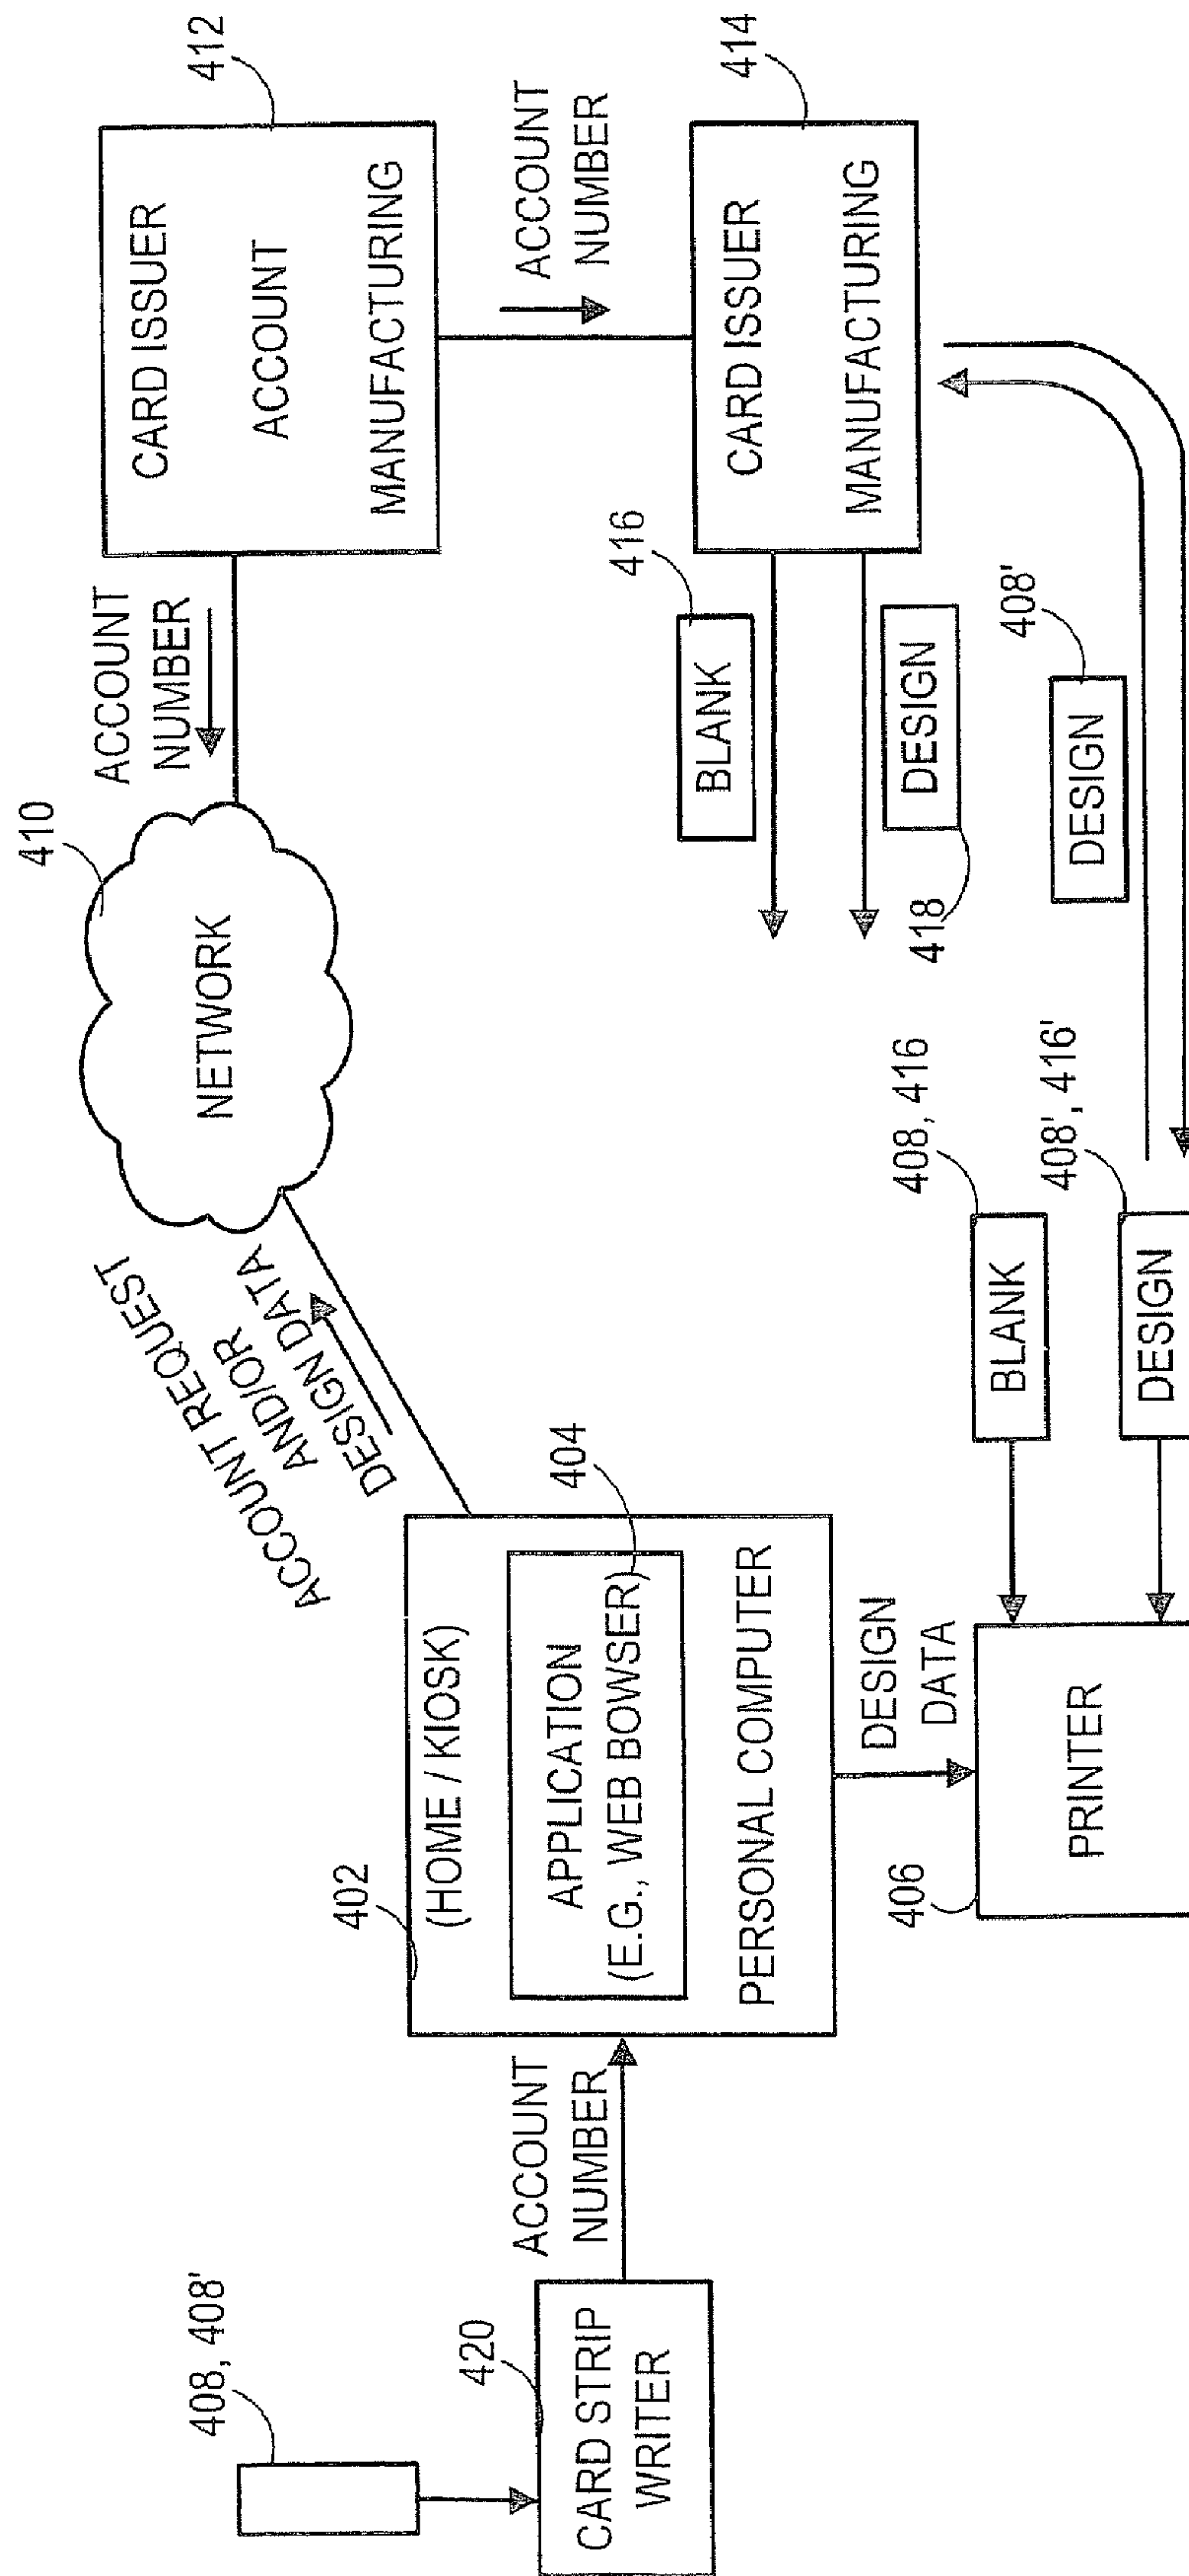 408, 408'
420
CARD STRIP
WRITER
ACCOUNT
NUMBER
402
(HOME / KIOSK)
APPLICATION
(E.G., WEB BOWSER)
404
PERSONAL COMPUTER
ACCOUNT REQUEST
AND/OR
DESIGN DATA
410
NETWORK
ACCOUNT
NUMBER
412
CARD ISSUER
ACCOUNT
MANUFACTURING
ACCOUNT
NUMBER
414
CARD ISSUER
MANUFACTURING
416
BLANK
DESIGN
418
DESIGN
408'
DESIGN
DATA
406
PRINTER
BLANK
408, 416
DESIGN
408', 416'